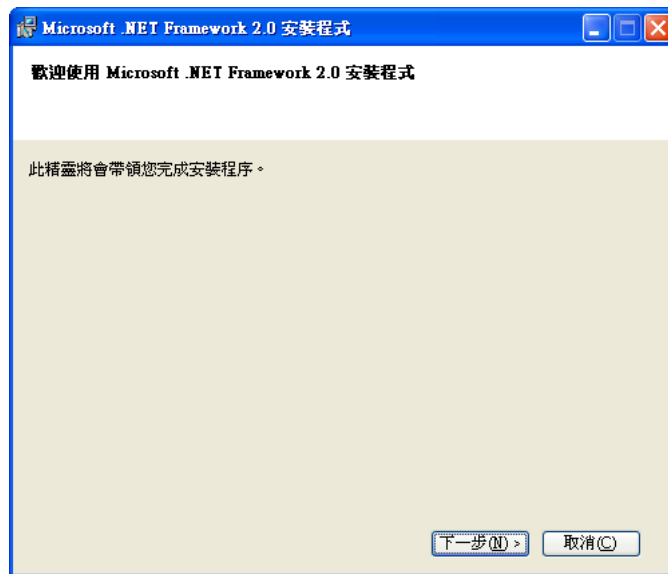 Microsoft .NET Framework 2.0 安裝程式
歡迎使用 Microsoft .NET Framework 2.0 安裝程式
此精靈將會帶領您完成安裝程序。
下一步(N) > 取消(C)